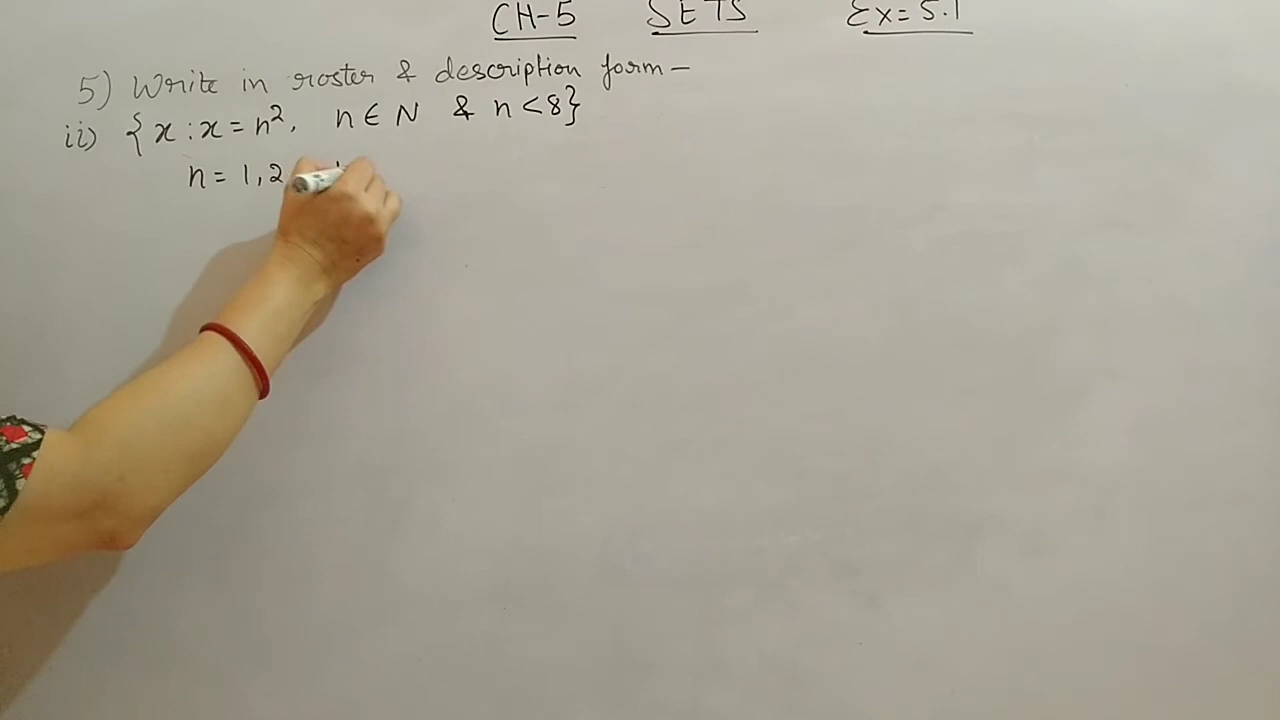 CH-5 SETS Ex= 5.1
5) Write in roster & description form -
ii) {x : x = n², n ∈ N & n < 8}
n = 1, 2